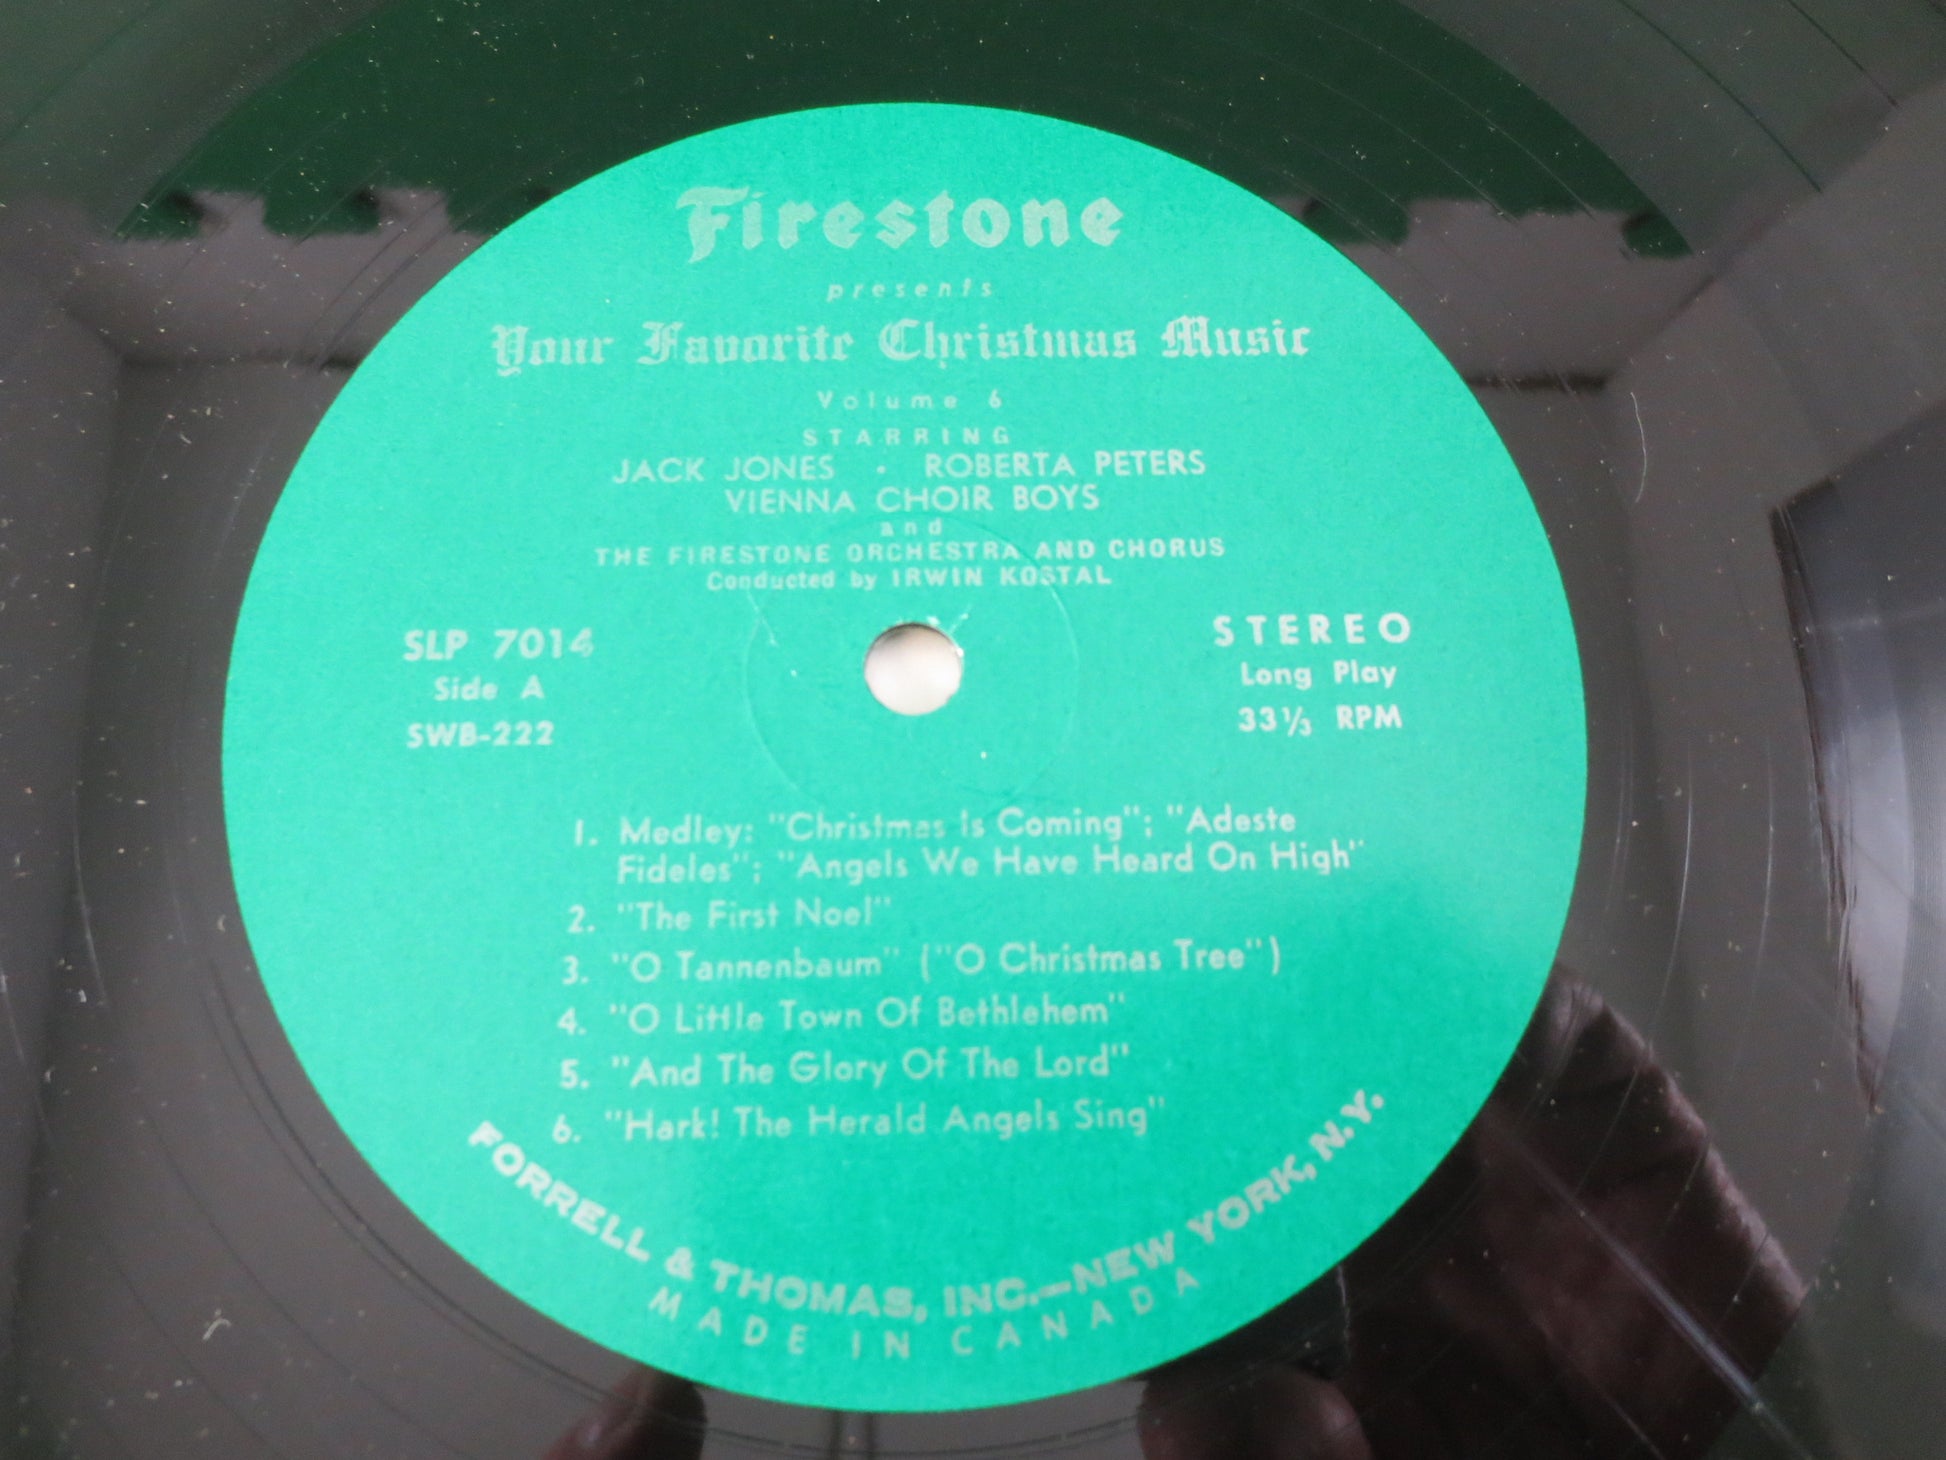 Firestone
presents
Your Favorite Christmas Music
Volume 6
STARRING
JACK JONES • ROBERTA PETERS
VIENNA CHOIR BOYS
and
THE FIRESTONE ORCHESTRA AND CHORUS
Conducted by IRWIN KOSTAL
SLP 7014
Side A
SWB-222
STEREO
Long Play
33⅓ RPM
1. Medley: "Christmas Is Coming"; "Adeste
Fideles"; "Angels We Have Heard On High"
2. "The First Noel"
3. "O Tannenbaum" ("O Christmas Tree")
4. "O Little Town Of Bethlehem"
5. "And The Glory Of The Lord"
6. "Hark! The Herald Angels Sing"
FORRELL & THOMAS, INC.—NEW YORK, N.Y.
MADE IN CANADA